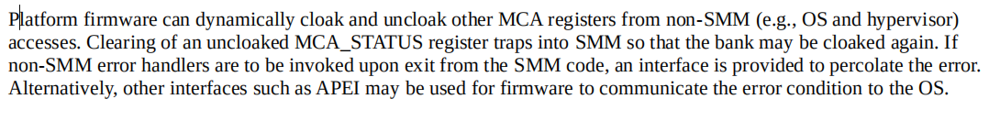 Platform firmware can dynamically cloak and uncloak other MCA registers from non-SMM (e.g., OS and hypervisor)
accesses. Clearing of an uncloaked MCA_STATUS register traps into SMM so that the bank may be cloaked again. If
non-SMM error handlers are to be invoked upon exit from the SMM code, an interface is provided to percolate the error.
Alternatively, other interfaces such as APEI may be used for firmware to communicate the error condition to the OS.